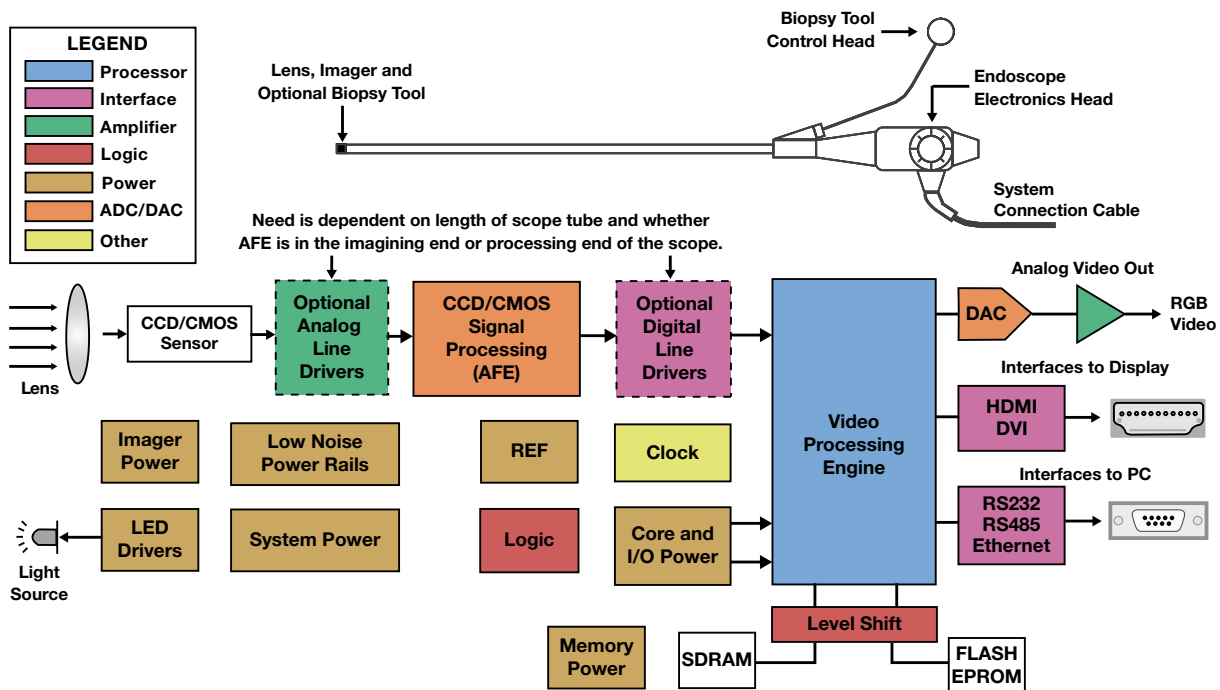 LEGEND
Processor
Interface
Amplifier
Logic
Power
ADC/DAC
Other
Biopsy Tool
Control Head
Lens, Imager and
Optional Biopsy Tool
Endoscope
Electronics Head
System
Connection Cable
Need is dependent on length of scope tube and whether
AFE is in the imagining end or processing end of the scope.
Lens
CCD/CMOS
Sensor
Optional
Analog
Line
Drivers
CCD/CMOS
Signal
Processing
(AFE)
Optional
Digital
Line
Drivers
Video
Processing
Engine
Analog Video Out
DAC
RGB
Video
Interfaces to Display
HDMI
DVI
Interfaces to PC
RS232
RS485
Ethernet
Imager
Power
Low Noise
Power Rails
REF
Clock
Light
Source
LED
Drivers
System Power
Logic
Core and
I/O Power
Level Shift
Memory
Power
SDRAM
FLASH
EPROM